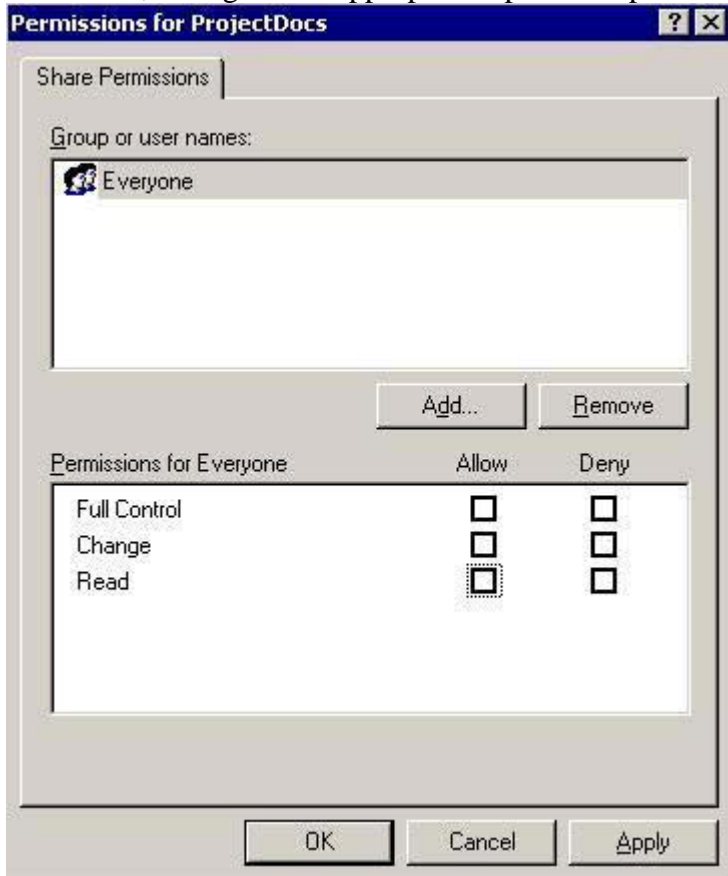 Permissions for ProjectDocs
Share Permissions
Group or user names:
Everyone
Add... Remove
Permissions for Everyone Allow Deny
Full Control
Change
Read
OK Cancel Apply